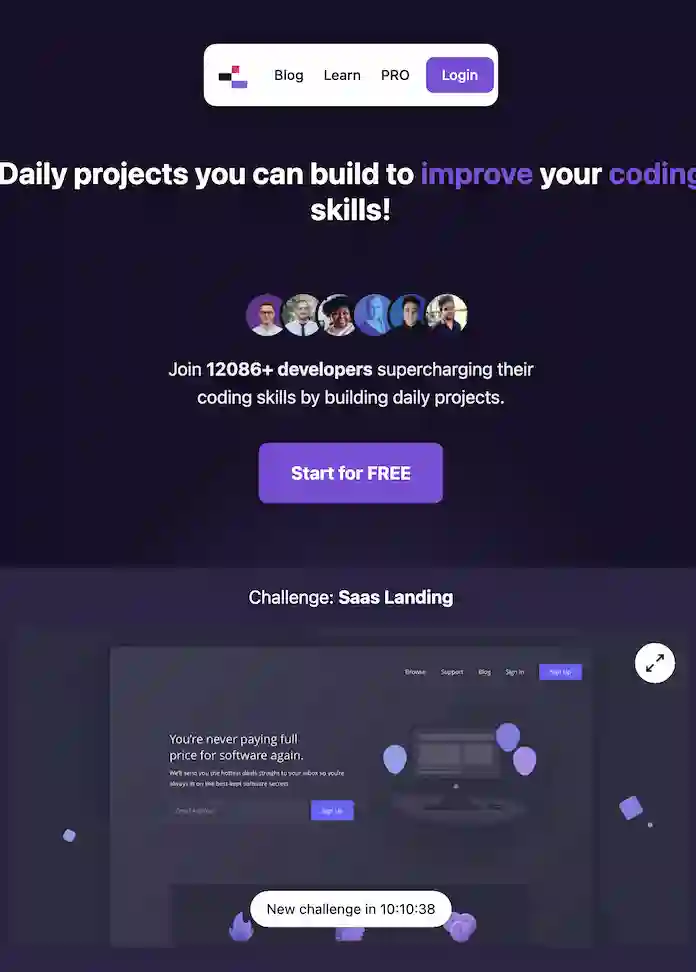 Blog Learn PRO Login
Daily projects you can build to improve your coding
skills!
Join 12086+ developers supercharging their
coding skills by building daily projects.
Start for FREE
Challenge: Saas Landing
Browse Support Blog Sign In Sign Up
You're never paying full
price for software again.
We'll send you the hottest deals straight to your inbox so you're
always in on the best-kept software secrets.
Email Address Sign Up
New challenge in 10:10:38